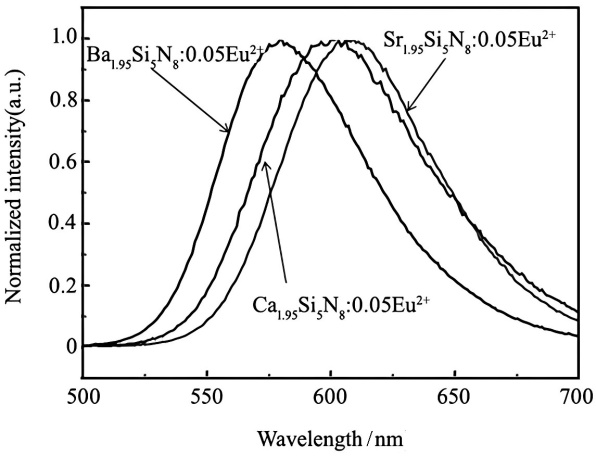 Normalized intensity(a.u.)
1.0
0.8
0.6
0.4
0.2
0
Ba₁.₉₅Si₅N₈:0.05Eu²⁺
Sr₁.₉₅Si₅N₈:0.05Eu²⁺
Ca₁.₉₅Si₅N₈:0.05Eu²⁺
500 550 600 650 700
Wavelength/nm